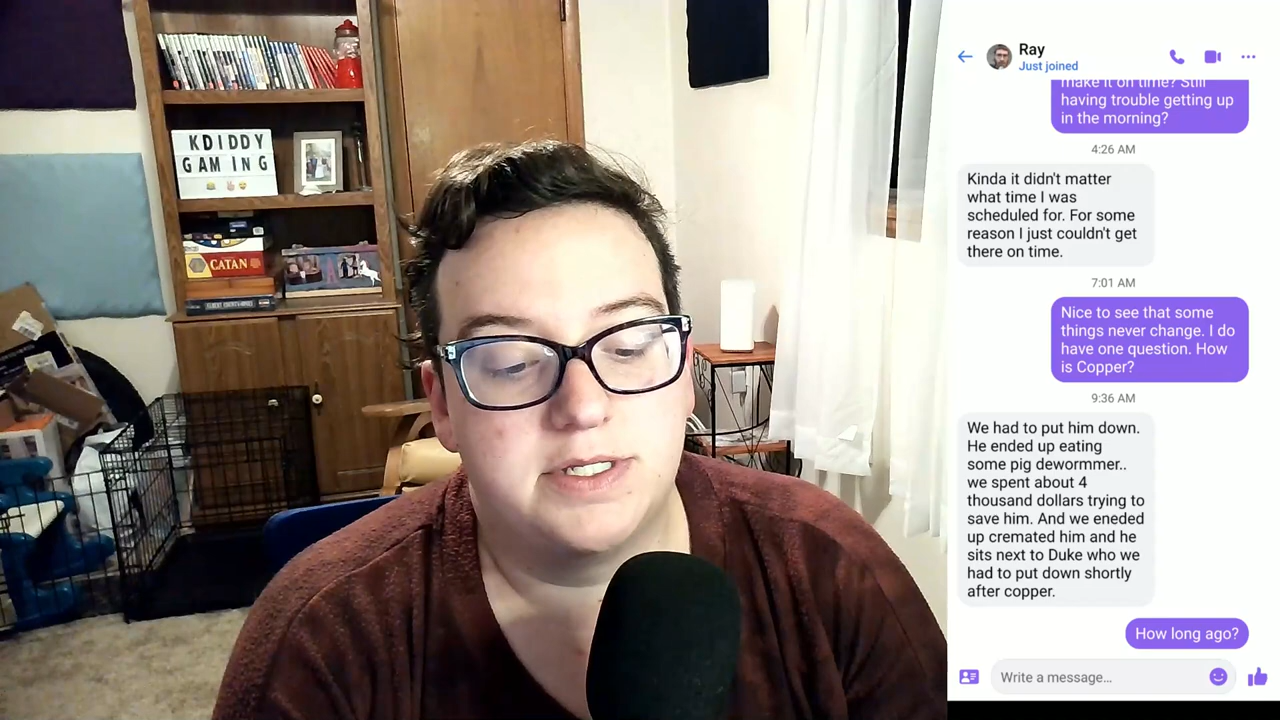 KDIDDY
GAMING
CATAN
Ray
Just joined
make it on time? Still
having trouble getting up
in the morning?
4:26 AM
Kinda it didn't matter
what time I was
scheduled for. For some
reason I just couldn't get
there on time.
7:01 AM
Nice to see that some
things never change. I do
have one question. How
is Copper?
9:36 AM
We had to put him down.
He ended up eating
some pig dewormmer..
we spent about 4
thousand dollars trying to
save him. And we eneded
up cremated him and he
sits next to Duke who we
had to put down shortly
after copper.
How long ago?
Write a message...